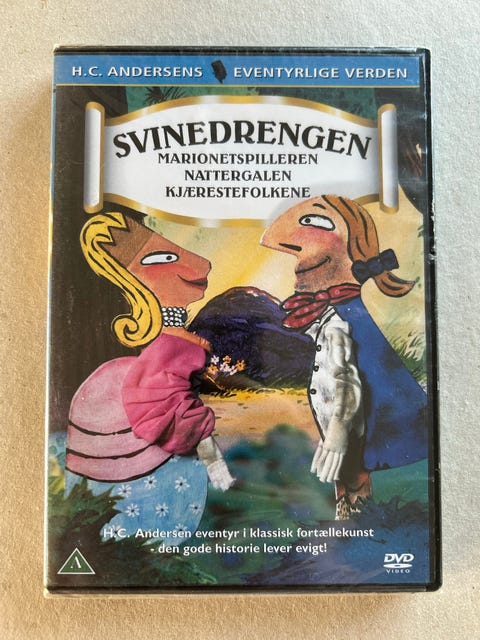 H.C. ANDERSENS EVENTYRLIGE VERDEN
SVINEDRENGEN
MARIONETSPILLEREN
NATTERGALEN
KJÆRESTEFOLKENE
H.C. Andersen eventyr i klassisk fortællekunst
- den gode historie lever evigt!
A
DVD
VIDEO